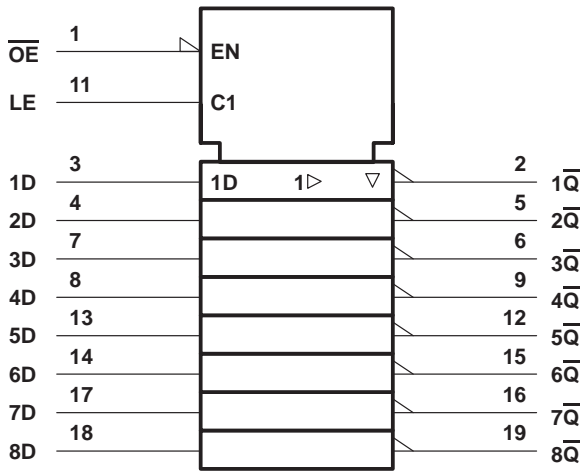 O̅E̅ 1 EN
LE 11 C1
1D 3 1D 1▷ ▽ 2 1Q̅
2D 4 5 2Q̅
3D 7 6 3Q̅
4D 8 9 4Q̅
5D 13 12 5Q̅
6D 14 15 6Q̅
7D 17 16 7Q̅
8D 18 19 8Q̅